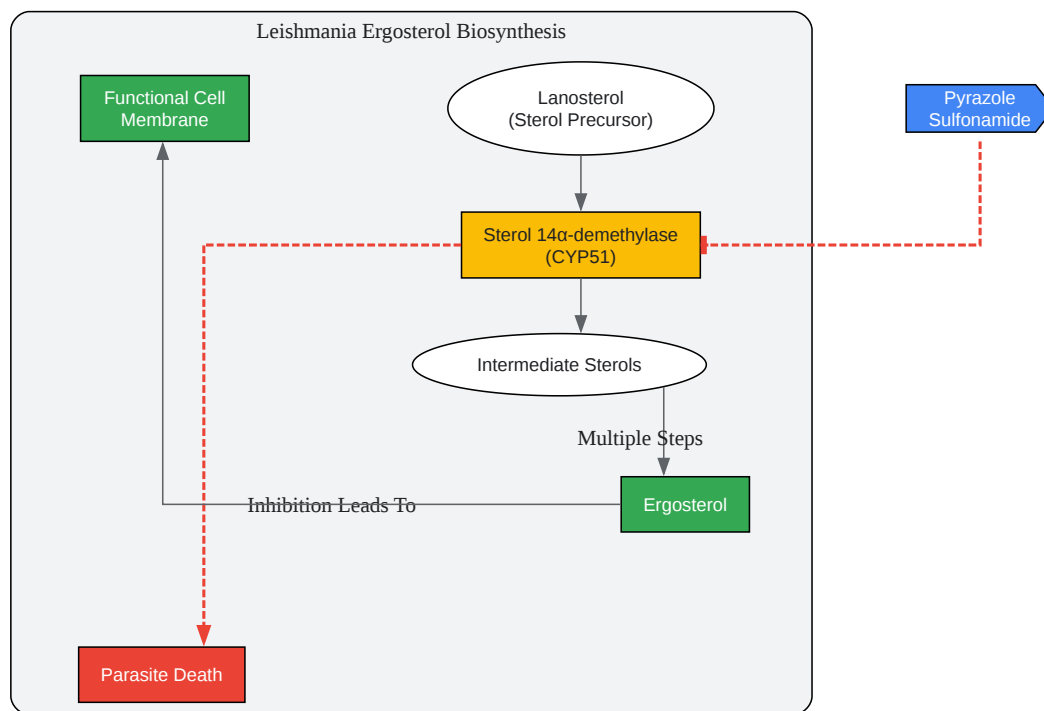 Leishmania Ergosterol Biosynthesis
Functional Cell
Membrane
Lanosterol
(Sterol Precursor)
Pyrazole
Sulfonamide
Sterol 14α-demethylase
(CYP51)
Intermediate Sterols
Multiple Steps
Inhibition Leads To
Ergosterol
Parasite Death